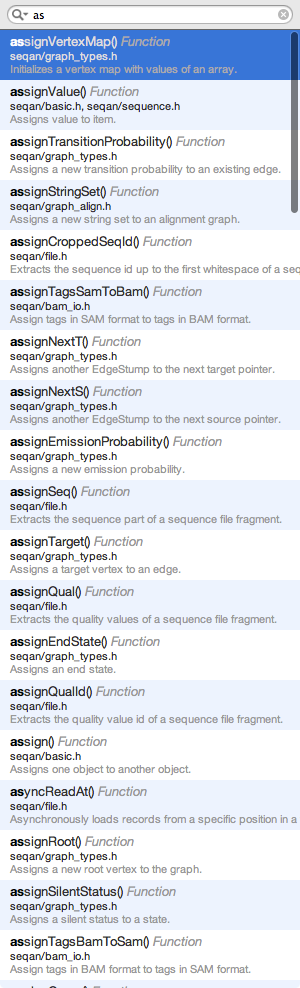 as
assignVertexMap() Function
seqan/graph_types.h
Initializes a vertex map with values of an array.
assignValue() Function
seqan/basic.h, seqan/sequence.h
Assigns value to item.
assignTransitionProbability() Function
seqan/graph_types.h
Assigns a new transition probability to an existing edge.
assignStringSet() Function
seqan/graph_align.h
Assigns a new string set to an alignment graph.
assignCroppedSeqId() Function
seqan/file.h
Extracts the sequence id up to the first whitespace of a seq
assignTagsSamToBam() Function
seqan/bam_io.h
Assign tags in SAM format to tags in BAM format.
assignNextT() Function
seqan/graph_types.h
Assigns another EdgeStump to the next target pointer.
assignNextS() Function
seqan/graph_types.h
Assigns another EdgeStump to the next source pointer.
assignEmissionProbability() Function
seqan/graph_types.h
Assigns a new emission probability.
assignSeq() Function
seqan/file.h
Extracts the sequence part of a sequence file fragment.
assignTarget() Function
seqan/graph_types.h
Assigns a target vertex to an edge.
assignQual() Function
seqan/file.h
Extracts the quality values of a sequence file fragment.
assignEndState() Function
seqan/graph_types.h
Assigns an end state.
assignQualId() Function
seqan/file.h
Extracts the quality value id of a sequence file fragment.
assign() Function
seqan/basic.h
Assigns one object to another object.
asyncReadAt() Function
seqan/file.h
Asynchronously loads records from a specific position in a
assignRoot() Function
seqan/graph_types.h
Assigns a new root vertex to the graph.
assignSilentStatus() Function
seqan/graph_types.h
Assigns a silent status to a state.
assignTagsBamToSam() Function
seqan/bam_io.h
Assign tags in BAM format to tags in SAM format.